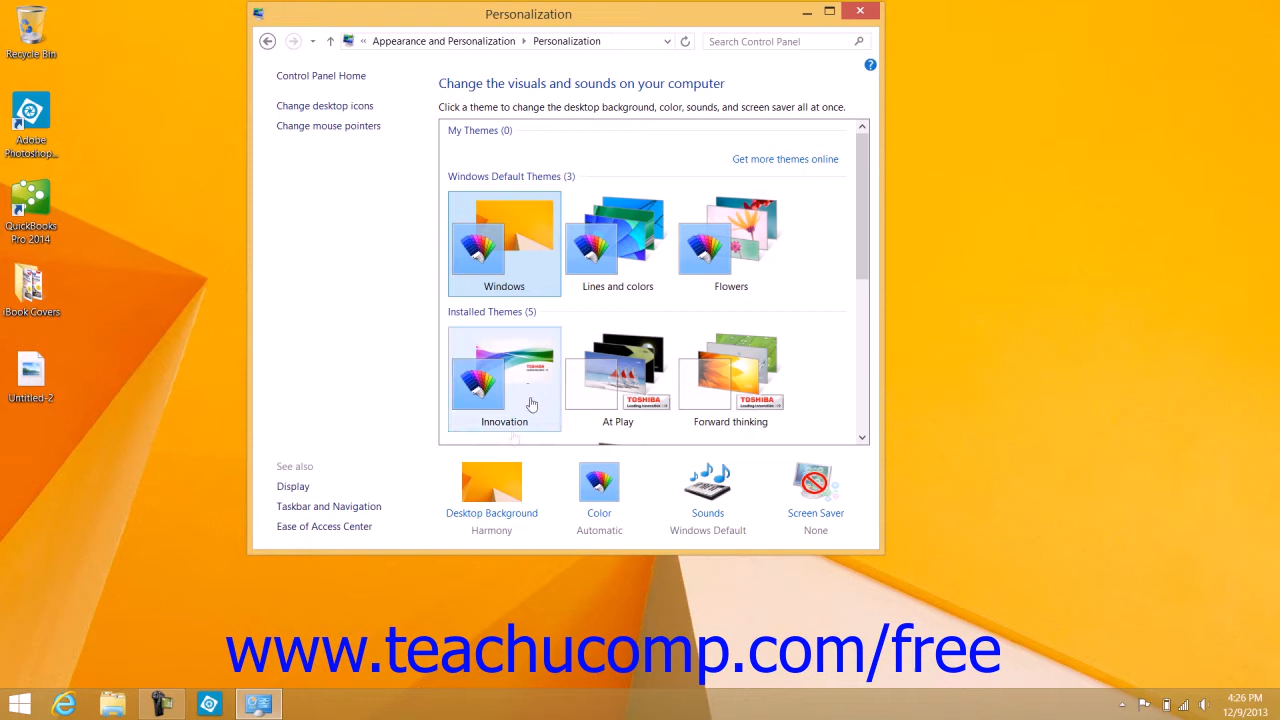 Recycle Bin
Adobe
Photoshop...
QuickBooks
Pro 2014
iBook Covers
Untitled-2
Personalization
« Appearance and Personalization Personalization
Search Control Panel
Control Panel Home
Change desktop icons
Change mouse pointers
Change the visuals and sounds on your computer
Click a theme to change the desktop background, color, sounds, and screen saver all at once.
My Themes (0)
Get more themes online
Windows Default Themes (3)
Windows
Lines and colors
Flowers
Installed Themes (5)
TOSHIBA
Leading Innovation >>>
TOSHIBA
Leading Innovation >>>
Innovation
At Play
Forward thinking
See also
Display
Taskbar and Navigation
Ease of Access Center
Desktop Background
Harmony
Color
Automatic
Sounds
Windows Default
Screen Saver
None
www.teachucomp.com/free
4:26 PM
12/9/2013